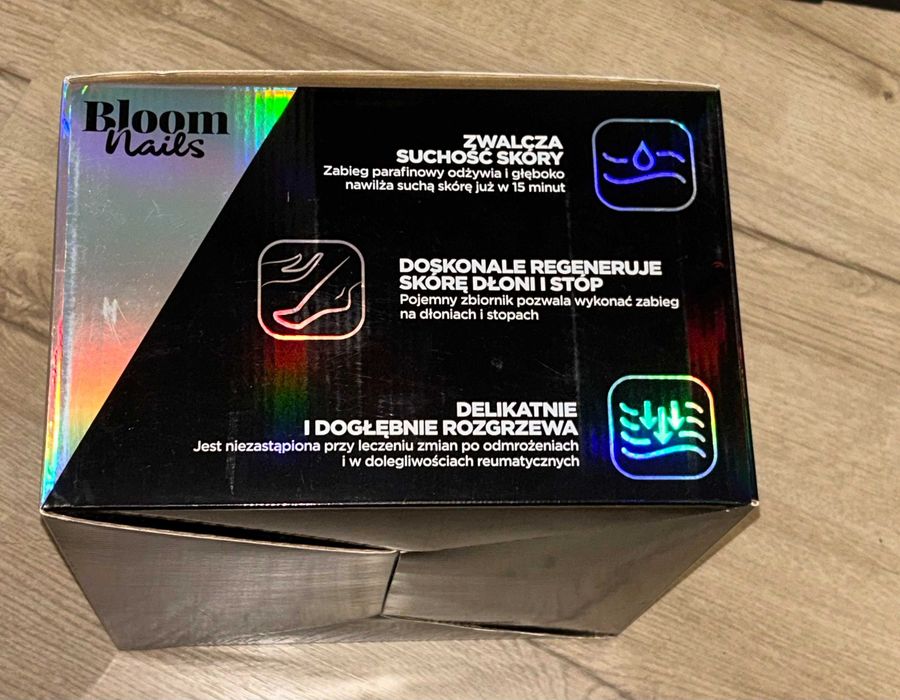 Bloom
Nails
ZWALCZA
SUCHOŚĆ SKÓRY
Zabieg parafinowy odżywia i głęboko
nawilża suchą skórę już w 15 minut
DOSKONALE REGENERUJE
SKÓRĘ DŁONI I STÓP
Pojemny zbiornik pozwala wykonać zabieg
na dłoniach i stopach
DELIKATNIE
I DOGŁĘBNIE ROZGRZEWA
Jest niezastąpiona przy leczeniu zmian po odmrożeniach
i w dolegliwościach reumatycznych